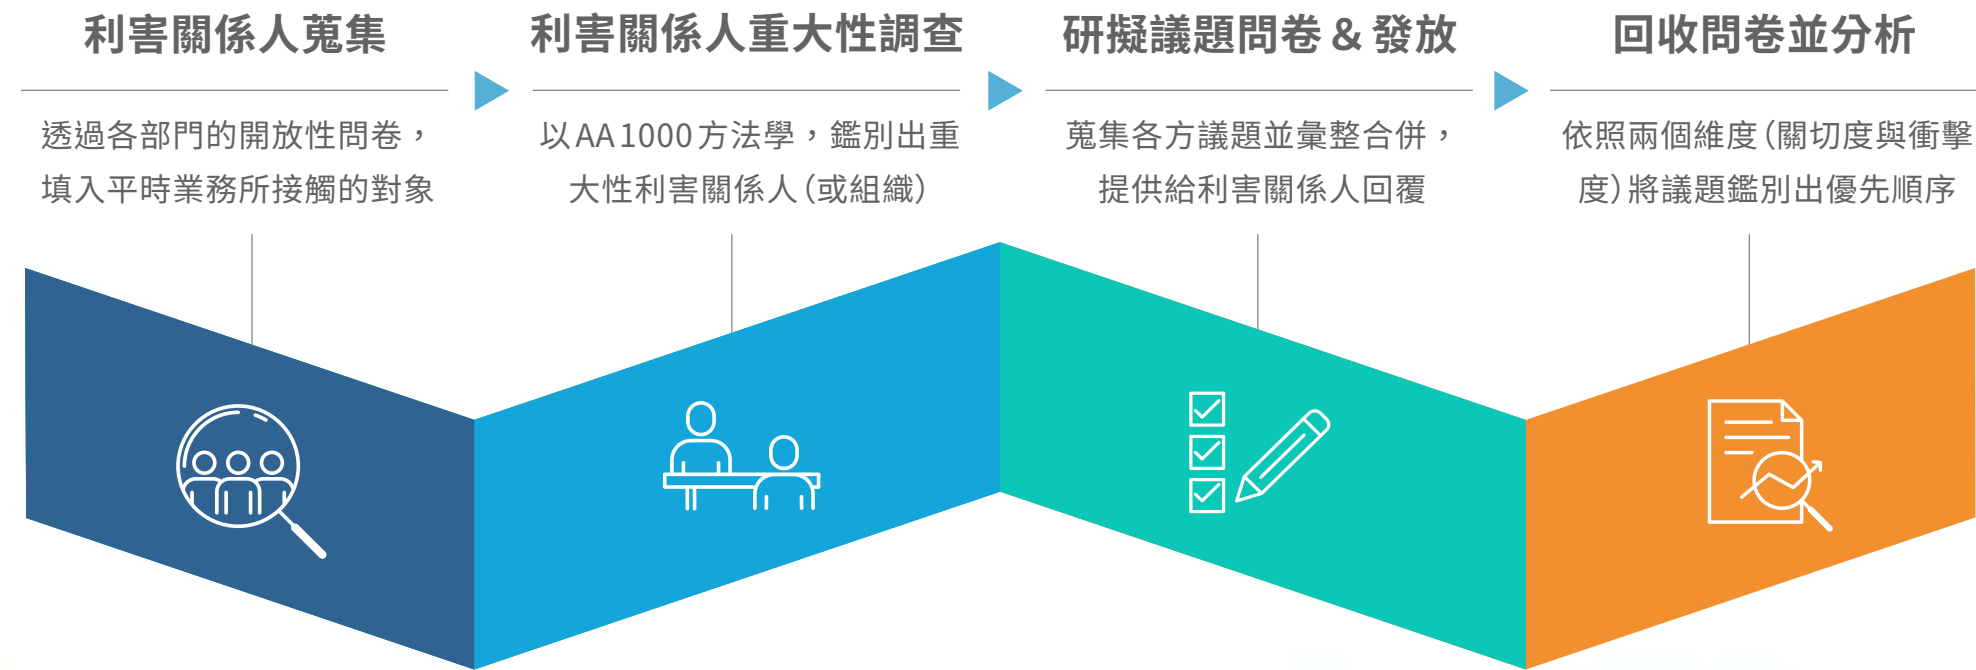 利害關係人蒐集
透過各部門的開放性問卷，
填入平時業務所接觸的對象
利害關係人重大性調查
以AA1000方法學，鑑別出重
大性利害關係人（或組織）
研擬議題問卷 & 發放
蒐集各方議題並彙整合併，
提供給利害關係人回覆
回收問卷並分析
依照兩個維度（關切度與衝擊
度）將議題鑑別出優先順序